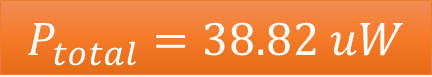 P_total = 38.82 uW